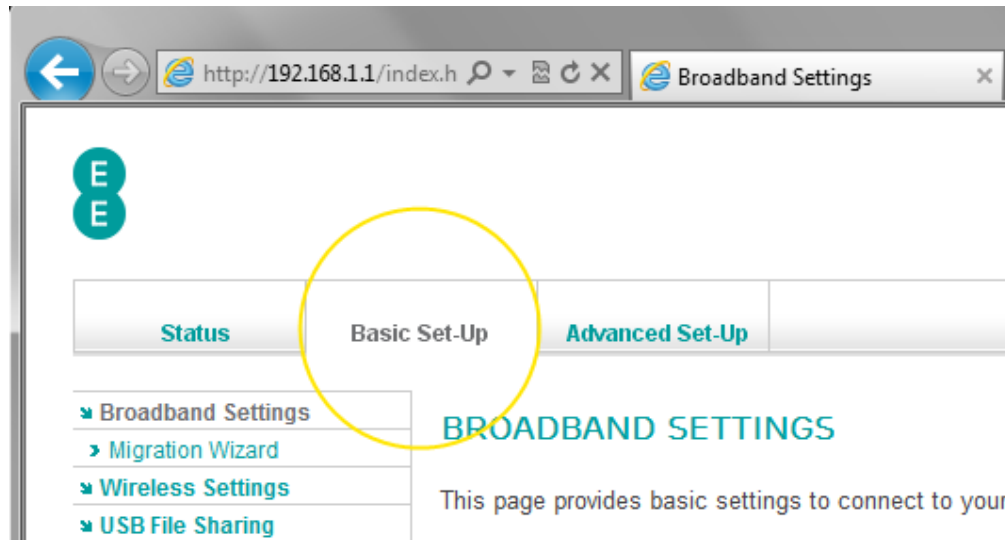 http://192.168.1.1/index.h
Broadband Settings
E
E
Status
Basic Set-Up
Advanced Set-Up
Broadband Settings
Migration Wizard
Wireless Settings
USB File Sharing
BROADBAND SETTINGS
This page provides basic settings to connect to your